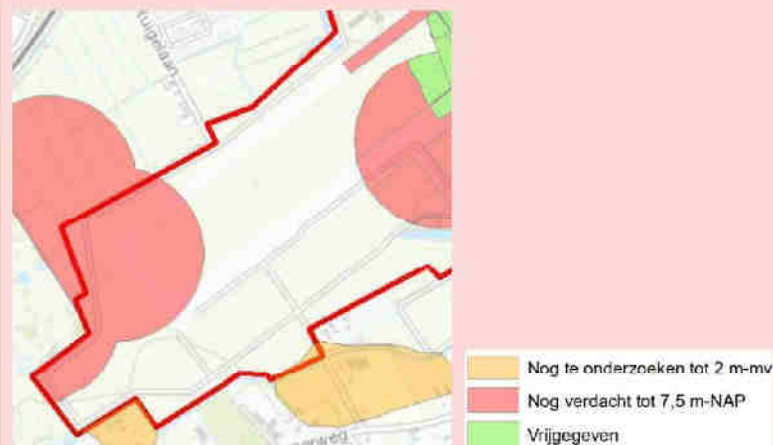 Nog te onderzoeken tot 2 m-mv
Nog verdacht tot 7,5 m-NAP
Vrijgegeven